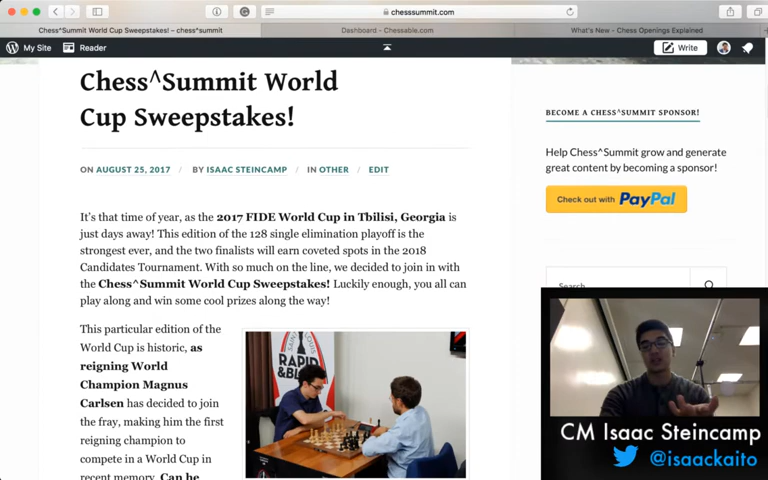 chesssummit.com
Chess^Summit World Cup Sweepstakes! – chess^summit
Dashboard - Chessable.com
What's New - Chess Openings Explained
My Site
Reader
Write
Chess^Summit World
Cup Sweepstakes!
ON AUGUST 25, 2017 / BY ISAAC STEINCAMP / IN OTHER / EDIT
It's that time of year, as the 2017 FIDE World Cup in Tbilisi, Georgia is
just days away! This edition of the 128 single elimination playoff is the
strongest ever, and the two finalists will earn coveted spots in the 2018
Candidates Tournament. With so much on the line, we decided to join in with
the Chess^Summit World Cup Sweepstakes! Luckily enough, you all can
play along and win some cool prizes along the way!
This particular edition of the
World Cup is historic, as
reigning World
Champion Magnus
Carlsen has decided to join
the fray, making him the first
reigning champion to
compete in a World Cup in
recent memory. Can he
RAPID
& BL
BECOME A CHESS^SUMMIT SPONSOR!
Help Chess^Summit grow and generate
great content by becoming a sponsor!
Check out with PayPal
Search
CM Isaac Steincamp
@isaackaito